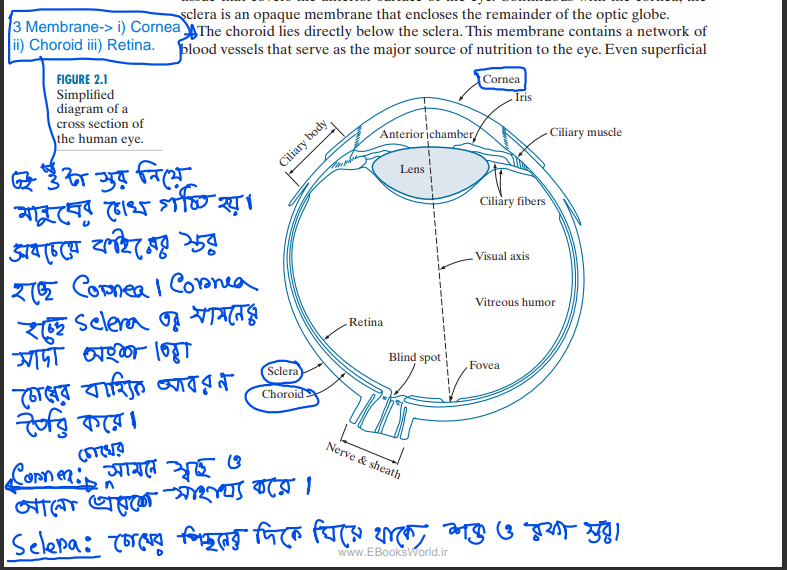 sclera is an opaque membrane that encloses the remainder of the optic globe.
The choroid lies directly below the sclera. This membrane contains a network of
blood vessels that serve as the major source of nutrition to the eye. Even superficial
3 Membrane-> i) Cornea
ii) Choroid iii) Retina.
FIGURE 2.1
Simplified
diagram of a
cross section of
the human eye.
Cornea
Iris
Ciliary body
Anterior chamber
Ciliary muscle
Lens
Ciliary fibers
Visual axis
Vitreous humor
Retina
Blind spot
Fovea
Sclera
Choroid
Nerve & sheath
এই ৩টা স্তর নিয়ে
মানুষের চোখ গঠিত হয়।
সবচেয়ে বাইরের স্তর
হচ্ছে Cornea। Cornea
হচ্ছে Sclera এর সামনের
সাদা অংশ।
চোখের বাহ্যিক আবরন
তৈরি করে।
চোখের
Cornea: সামনে স্বচ্ছ ও
আলো প্রবেশে সাহায্য করে।
Sclera: চোখের পিছনের দিকে ঘিরে থাকে, শক্ত ও রক্ষা স্তর।
www.EBooksWorld.ir